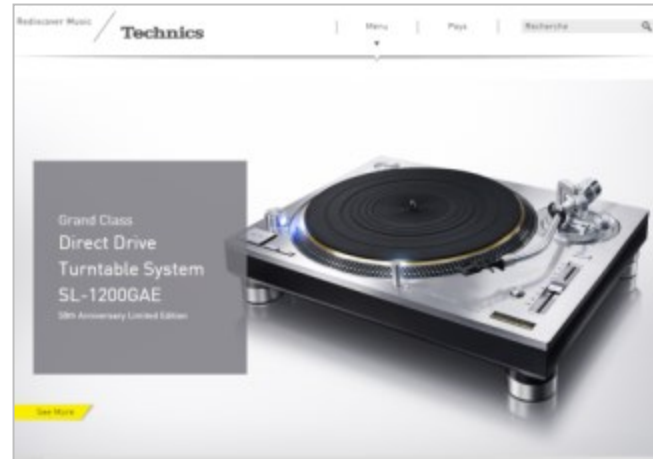 Rediscover Music
Technics
Menu
Pays
Recherche
Grand Class
Direct Drive
Turntable System
SL-1200GAE
50th Anniversary Limited Edition
See More